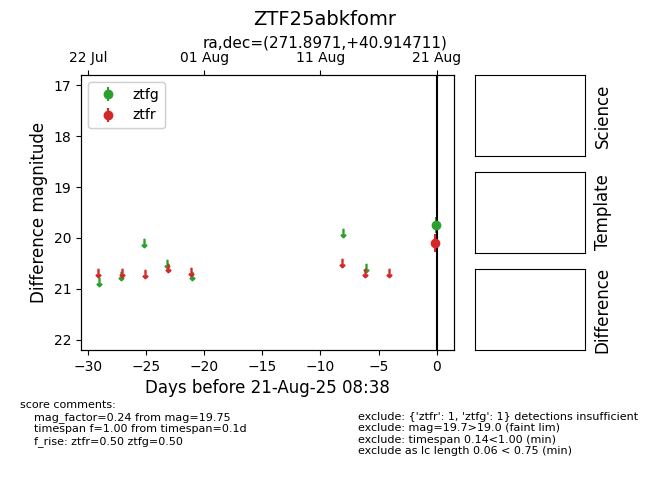 ZTF25abkfomr
ra,dec=(271.8971,+40.914711)
22 Jul 01 Aug 11 Aug 21 Aug
17
18
19
20
21
22
Difference magnitude
ztfg
ztfr
Science
Template
Difference
−30 −25 −20 −15 −10 −5 0
Days before 21-Aug-25 08:38
score comments:
mag_factor=0.24 from mag=19.75
timespan f=1.00 from timespan=0.1d
f_rise: ztfr=0.50 ztfg=0.50
exclude: {'ztfr': 1, 'ztfg': 1} detections insufficient
exclude: mag=19.7>19.0 (faint lim)
exclude: timespan 0.14<1.00 (min)
exclude as lc length 0.06 < 0.75 (min)